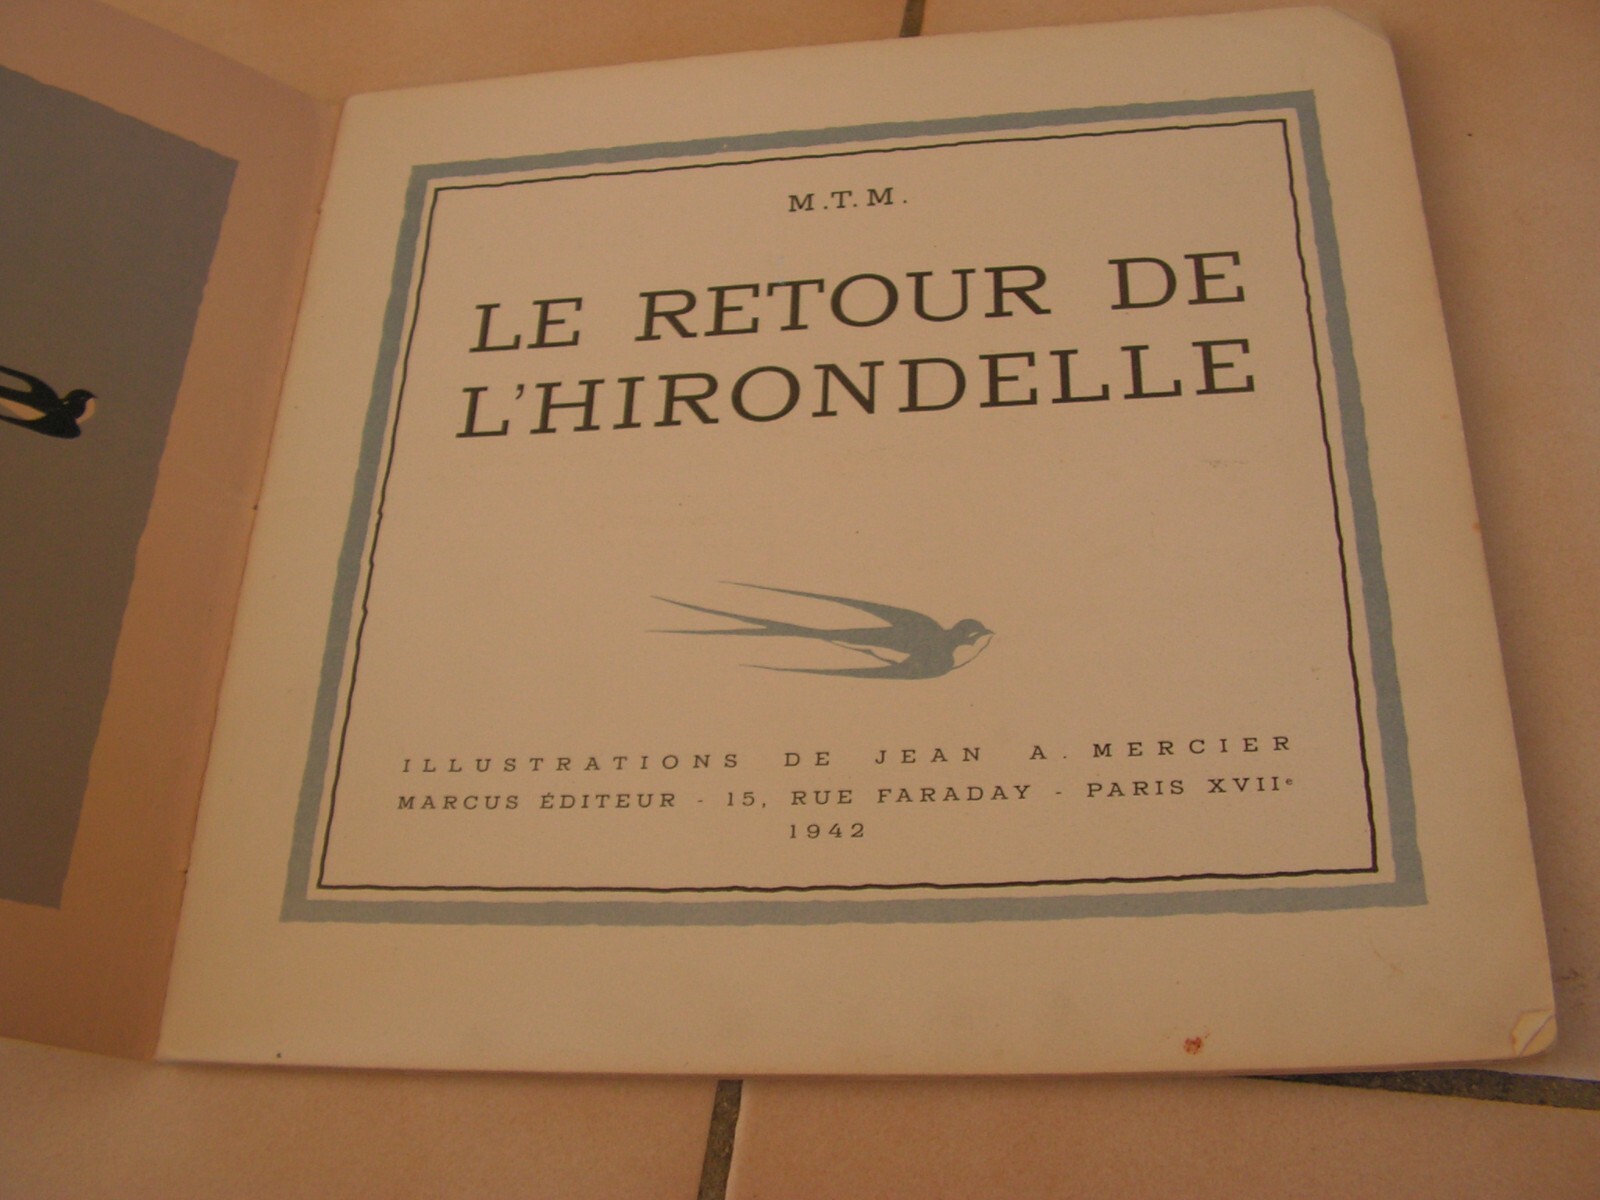 M.T.M.
LE RETOUR DE
L'HIRONDELLE
ILLUSTRATIONS DE JEAN A. MERCIER
MARCUS ÉDITEUR - 15, RUE FARADAY - PARIS XVIIe
1942